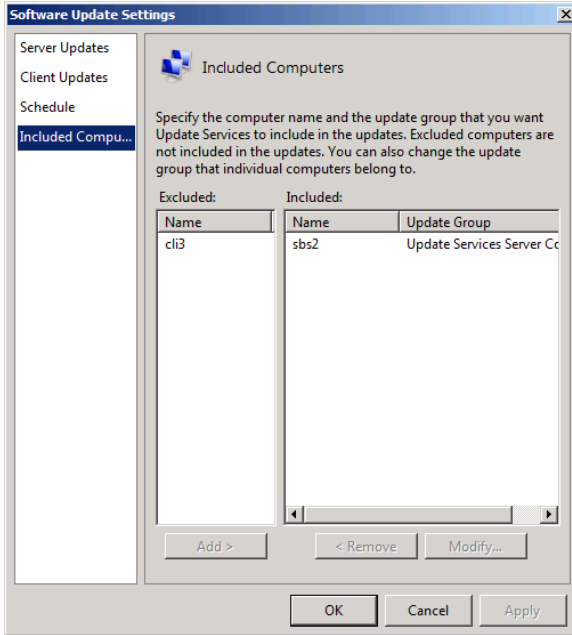 Software Update Settings
Server Updates
Client Updates
Schedule
Included Compu...
Included Computers
Specify the computer name and the update group that you want
Update Services to include in the updates. Excluded computers are
not included in the updates. You can also change the update
group that individual computers belong to.
Excluded:
Included:
Name
Name
Update Group
cli3
sbs2
Update Services Server Co
Add >
< Remove
Modify...
OK
Cancel
Apply